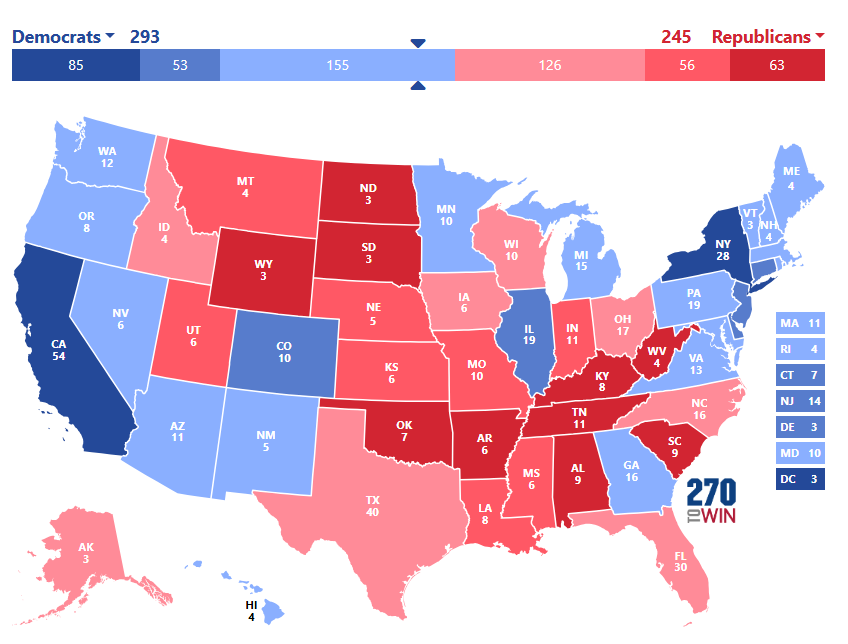 Democrats 293
245 Republicans
85 53 155 126 56 63
WA
12
OR
8
CA
54
NV
6
ID
4
MT
4
WY
3
UT
6
AZ
11
CO
10
NM
5
ND
3
SD
3
NE
5
KS
6
OK
7
TX
40
MN
10
IA
6
MO
10
AR
6
LA
8
WI
10
IL
19
MI
15
IN
11
OH
17
KY
8
TN
11
MS
6
AL
9
GA
16
FL
30
SC
9
NC
16
VA
13
WV
4
PA
19
NY
28
VT
3
NH
4
ME
4
MA 11
RI 4
CT 7
NJ 14
DE 3
MD 10
DC 3
270
TO WIN
AK
3
HI
4